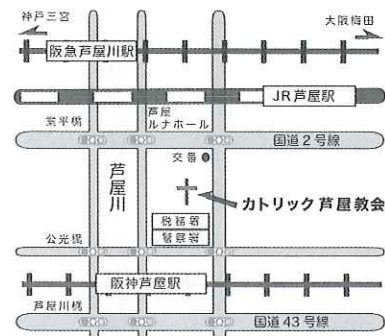 神戸三宮
大阪梅田
阪急芦屋川駅
JR芦屋駅
芦屋
ルナホール
業平橋
国道2号線
交番
芦屋川
カトリック芦屋教会
税務署
警察署
公光橋
阪神芦屋駅
芦屋川橋
国道43号線